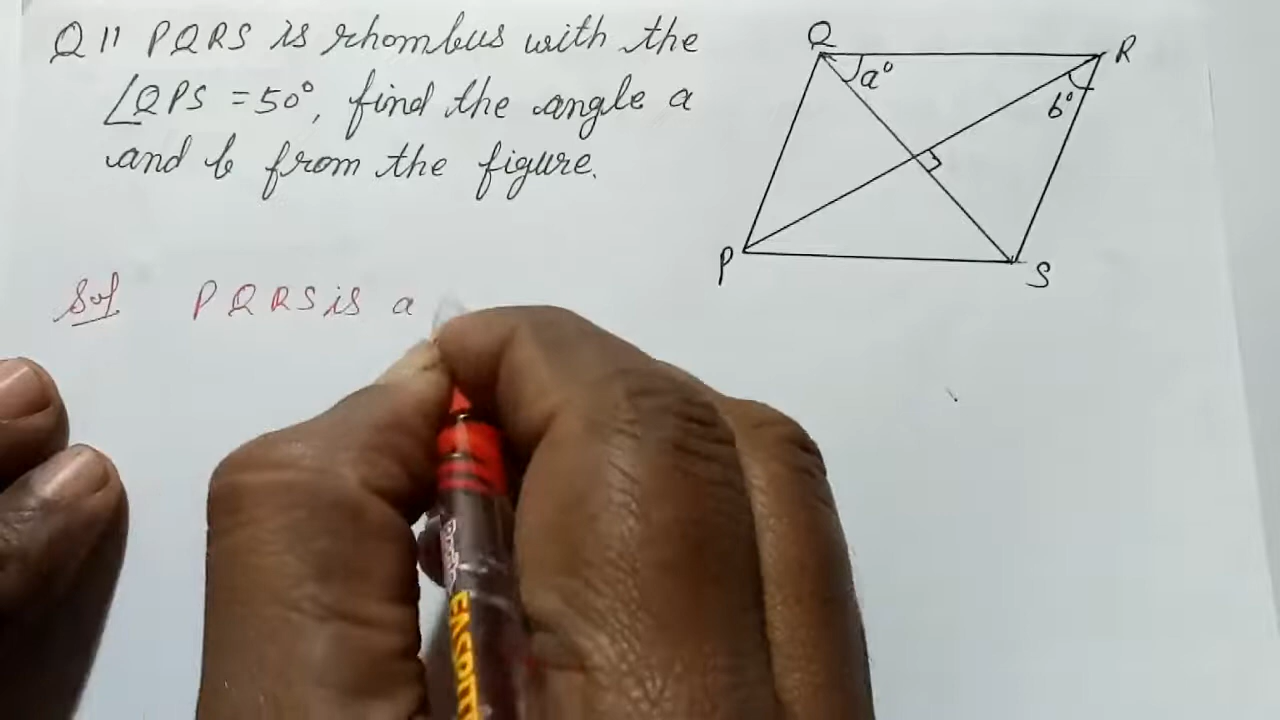 Q11 PQRS is rhombus with the
∠QPS = 50°, find the angle a
and b from the figure.
Q
R
a°
b°
P
S
Sol PQRS is a